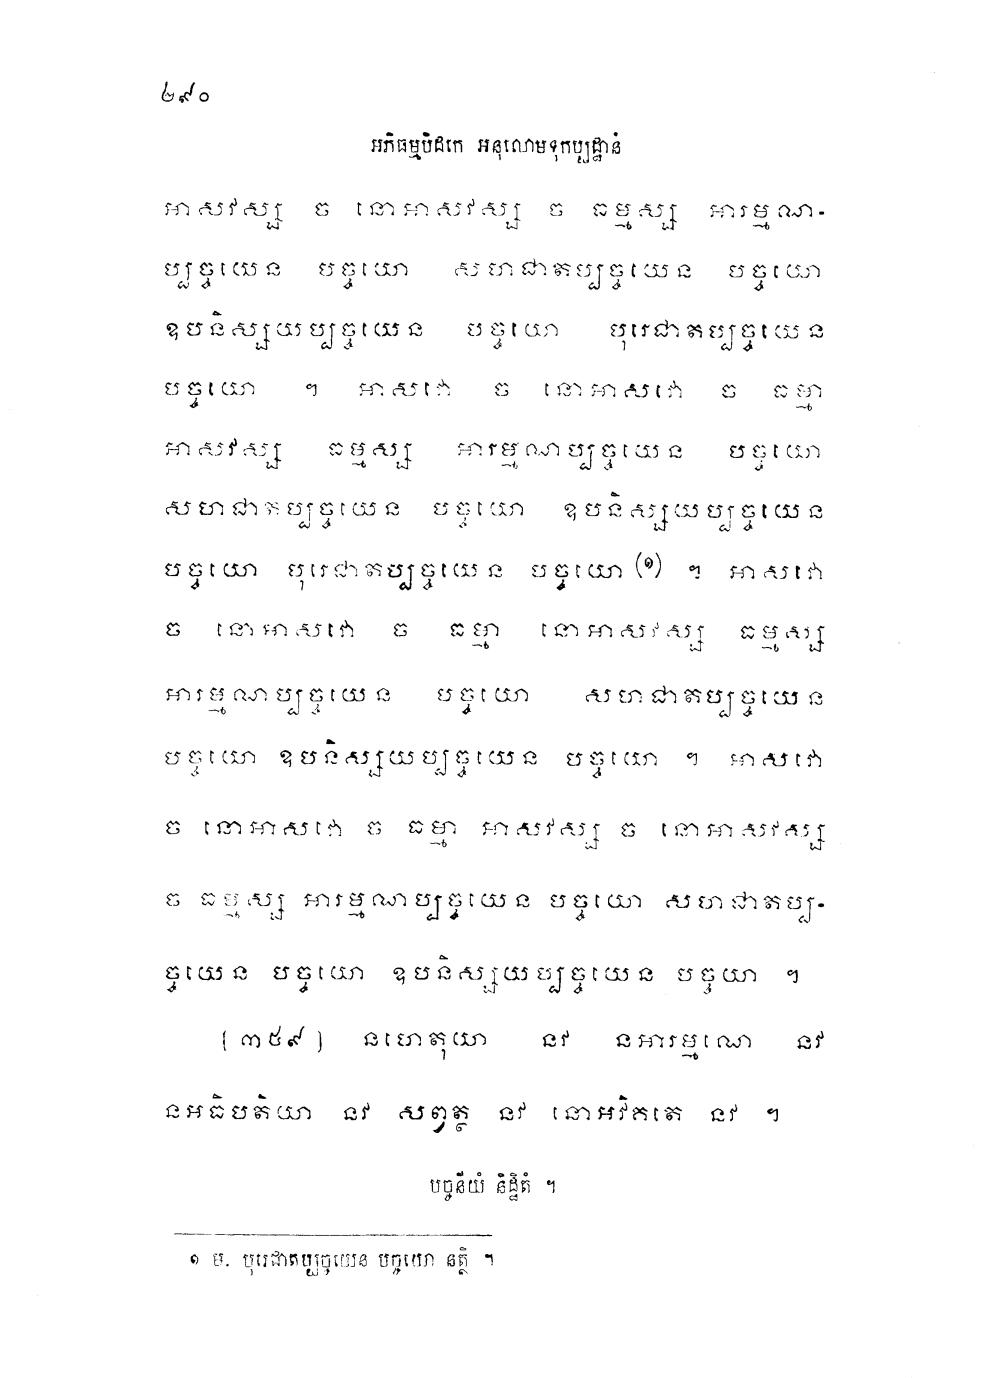 ២៩០
អភិធម្មបិដកេ អនុលោមទុកប្បដ្ឋានំ
អាសវស្ស ច នោអាសវស្ស ច ធម្មស្ស អារម្មណ-
ប្បច្ចយេន បច្ចយោ សហជាតប្បច្ចយេន បច្ចយោ
ឧបនិស្សយប្បច្ចយេន បច្ចយោ បុរេជាតប្បច្ចយេន
បច្ចយោ ។ អាសវោ ច នោអាសវោ ច ធម្មា
អាសវស្ស ធម្មស្ស អារម្មណប្បច្ចយេន បច្ចយោ
សហជាតប្បច្ចយេន បច្ចយោ ឧបនិស្សយប្បច្ចយេន
បច្ចយោ បុរេជាតប្បច្ចយេន បច្ចយោ (១) ។ អាសវោ
ច នោអាសវោ ច ធម្មា នោអាសវស្ស ធម្មស្ស
អារម្មណប្បច្ចយេន បច្ចយោ សហជាតប្បច្ចយេន
បច្ចយោ ឧបនិស្សយប្បច្ចយេន បច្ចយោ ។ អាសវោ
ច នោអាសវោ ច ធម្មា អាសវស្ស ច នោអាសវស្ស
ច ធម្មស្ស អារម្មណប្បច្ចយេន បច្ចយោ សហជាតប្ប-
ច្ចយេន បច្ចយោ ឧបនិស្សយប្បច្ចយេន បច្ចយា ។
[៣៥៩] នហេតុយា នវ នអារម្មណេ នវ
នអធិបតិយា នវ សព្វត្ថ នវ នោអវិគតេ នវ ។
បច្ចនីយំ និដ្ឋិតំ ។
១ ម. បុរេជាតប្បច្ចយេន បច្ចយោ នត្ថិ ។